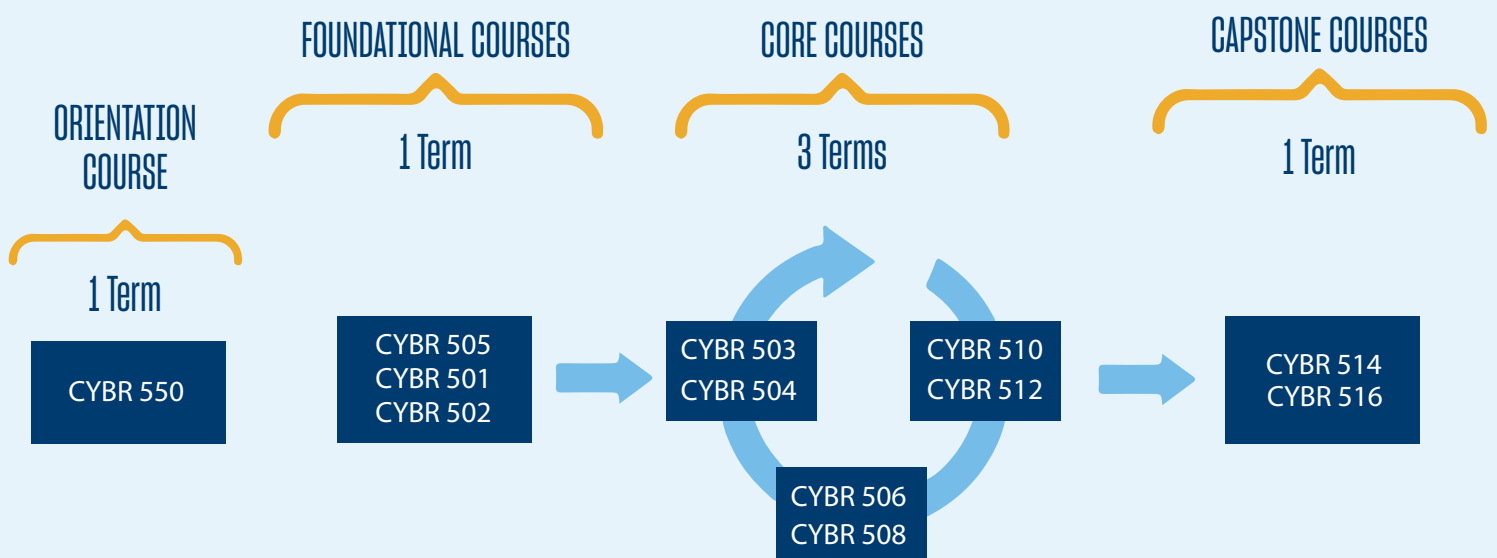 ORIENTATION
COURSE
1 Term
CYBR 550
FOUNDATIONAL COURSES
1 Term
CYBR 505
CYBR 501
CYBR 502
CORE COURSES
3 Terms
CYBR 503
CYBR 504
CYBR 510
CYBR 512
CYBR 506
CYBR 508
CAPSTONE COURSES
1 Term
CYBR 514
CYBR 516